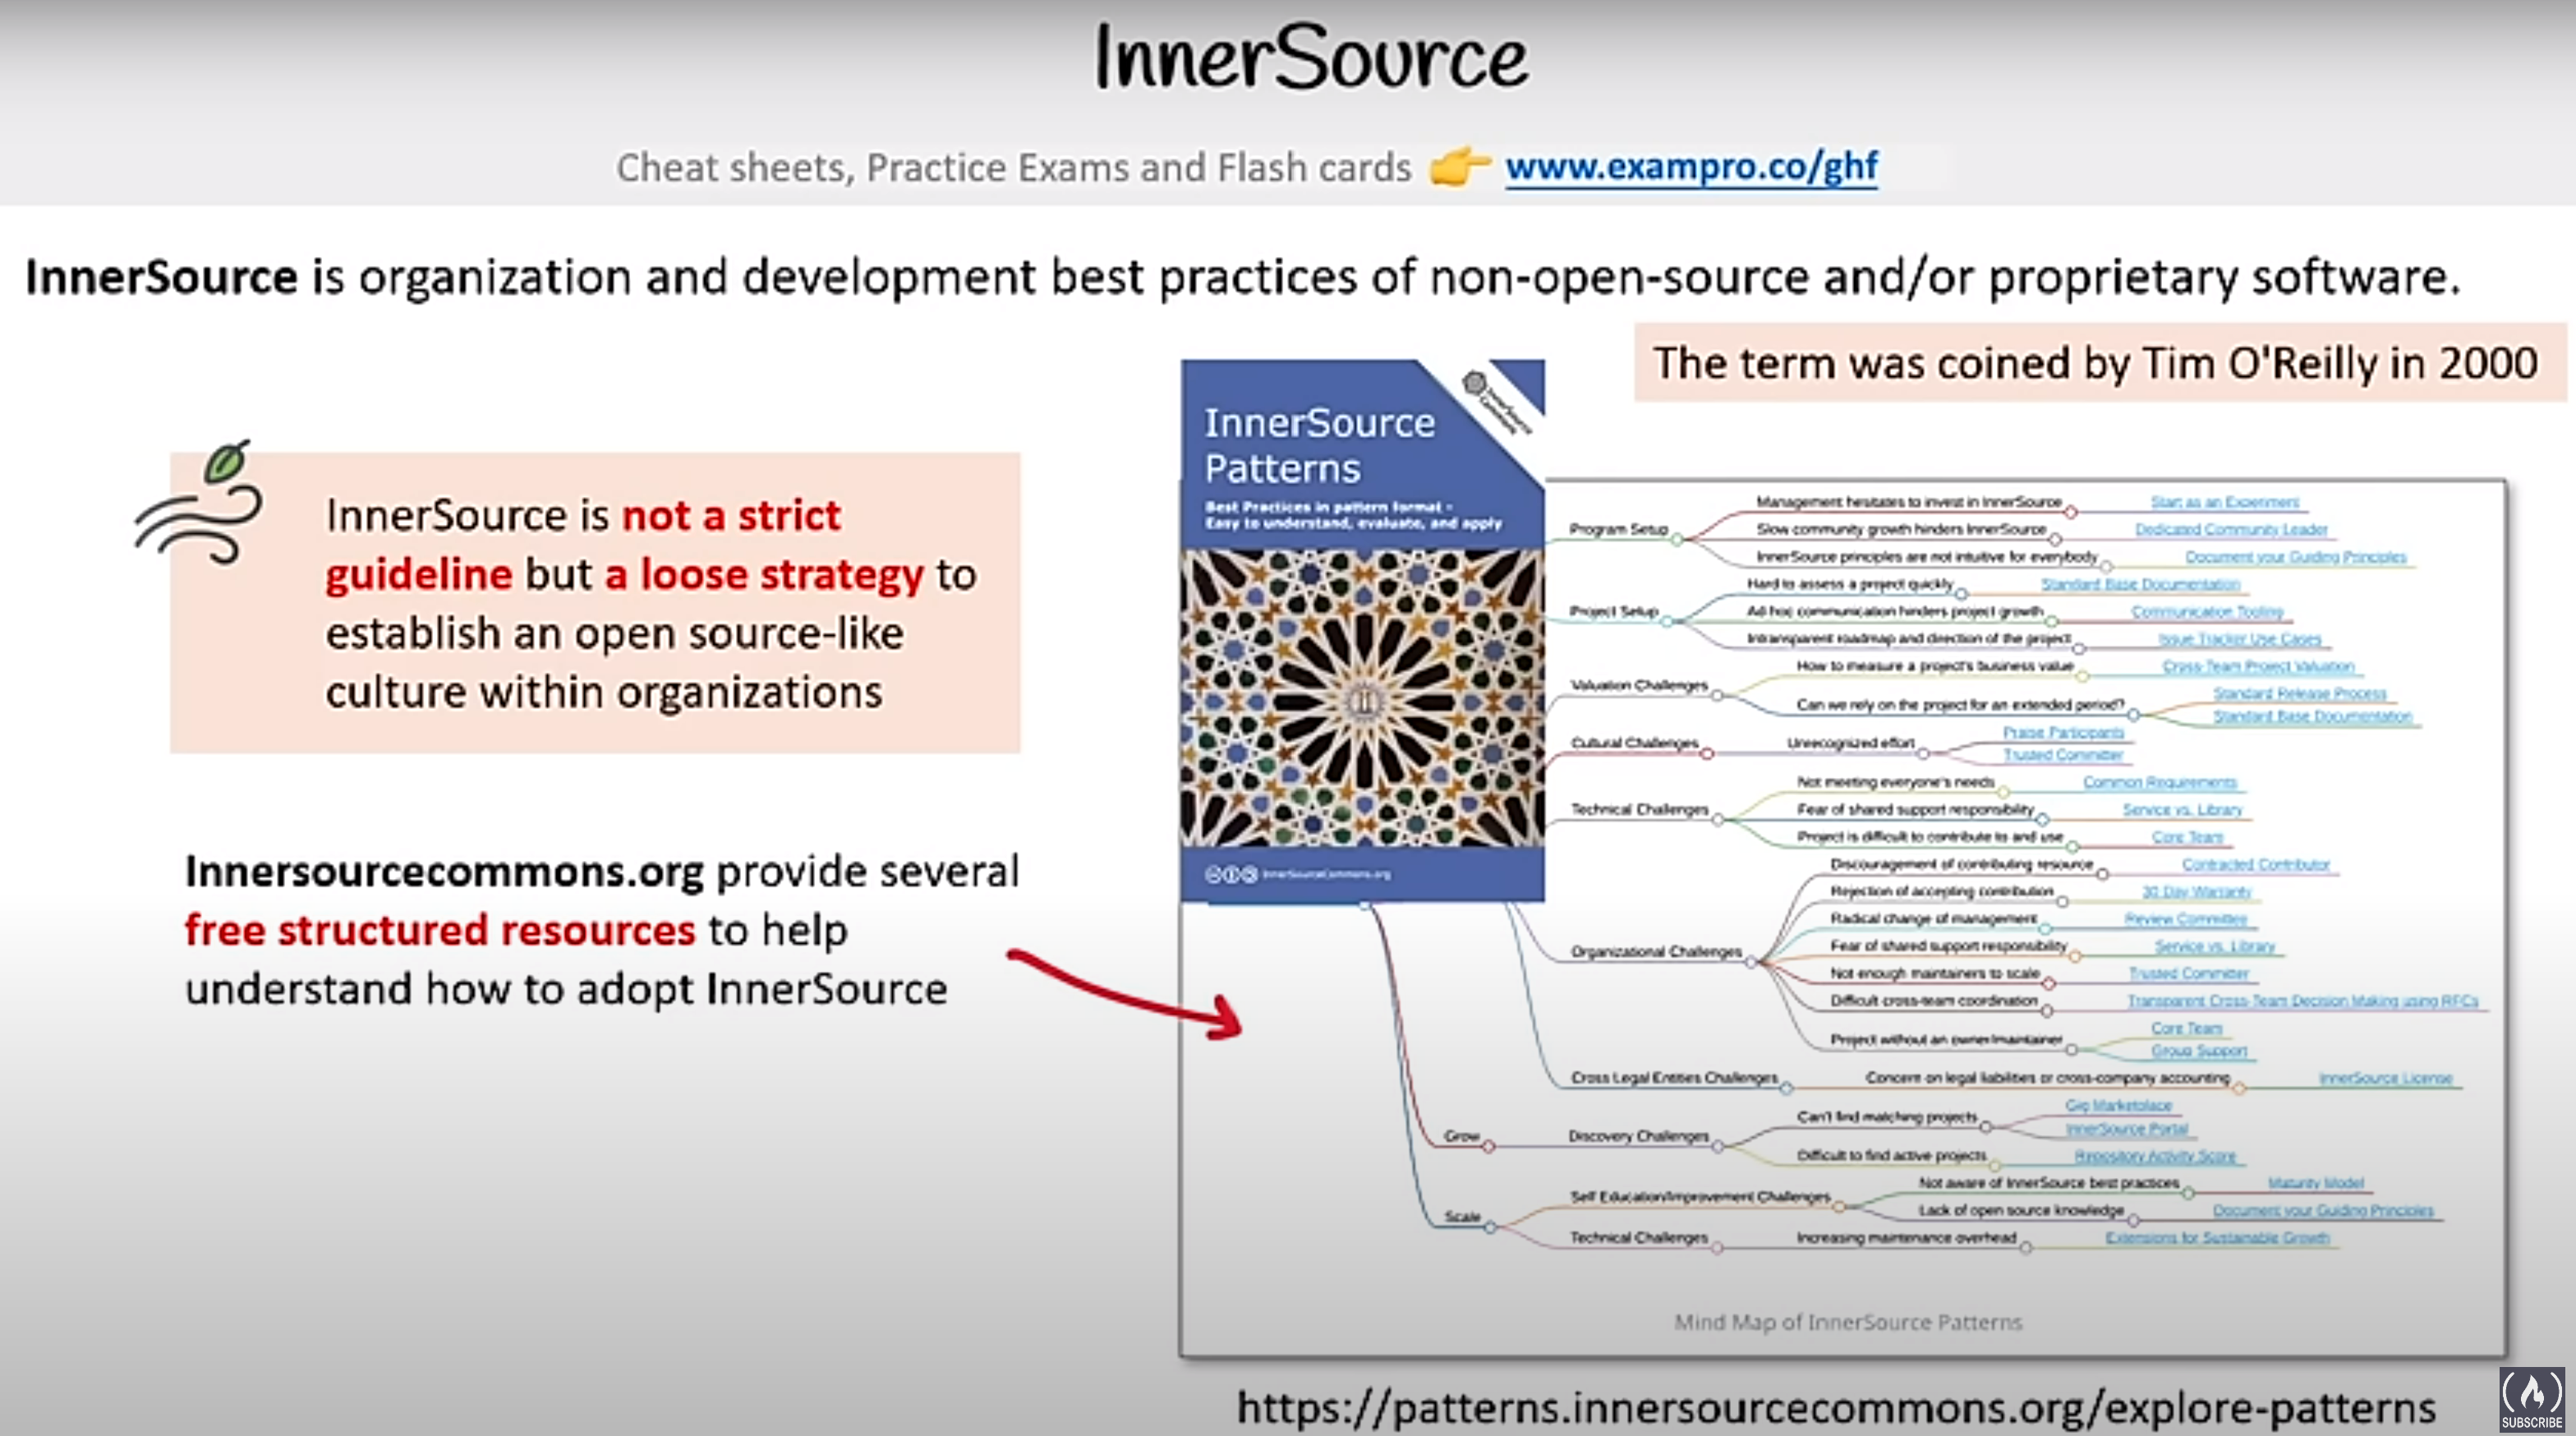 InnerSource
Cheat sheets, Practice Exams and Flash cards 👉 www.exampro.co/ghf
InnerSource is organization and development best practices of non-open-source and/or proprietary software.
The term was coined by Tim O'Reilly in 2000
InnerSource is not a strict
guideline but a loose strategy to
establish an open source-like
culture within organizations
Innersourcecommons.org provide several
free structured resources to help
understand how to adopt InnerSource
InnerSource
Commons
InnerSource
Patterns
Best Practices in pattern format -
Easy to understand, evaluate, and apply
InnerSourceCommons.org
Program Setup
Management hesitates to invest in InnerSource
Start as an Experiment
Slow community growth hinders InnerSource
Dedicated Community Leader
InnerSource principles are not intuitive for everybody
Document your Guiding Principles
Project Setup
Hard to assess a project quickly
Standard Base Documentation
Ad hoc communication hinders project growth
Communication Tooling
Intransparent roadmap and direction of the project
Issue Tracker Use Cases
Valuation Challenges
How to measure a project's business value
Cross-Team Project Valuation
Can we rely on the project for an extended period?
Standard Release Process
Standard Base Documentation
Cultural Challenges
Unrecognized effort
Praise Participants
Trusted Committer
Technical Challenges
Not meeting everyone's needs
Common Requirements
Fear of shared support responsibility
Service vs. Library
Project is difficult to contribute to and use
Core Team
Organizational Challenges
Discouragement of contributing resource
Contracted Contributor
Rejection of accepting contribution
30 Day Warranty
Radical change of management
Review Committee
Fear of shared support responsibility
Service vs. Library
Not enough maintainers to scale
Trusted Committer
Difficult cross-team coordination
Transparent Cross-Team Decision Making using RFCs
Project without an owner/maintainer
Core Team
Group Support
Cross Legal Entities Challenges
Concern on legal liabilities or cross-company accounting
InnerSource License
Grow
Discovery Challenges
Can't find matching projects
Gig Marketplace
InnerSource Portal
Difficult to find active projects
Repository Activity Score
Scale
Self Education/Improvement Challenges
Not aware of InnerSource best practices
Maturity Model
Lack of open source knowledge
Document your Guiding Principles
Technical Challenges
Increasing maintenance overhead
Extensions for Sustainable Growth
Mind Map of InnerSource Patterns
https://patterns.innersourcecommons.org/explore-patterns
SUBSCRIBE